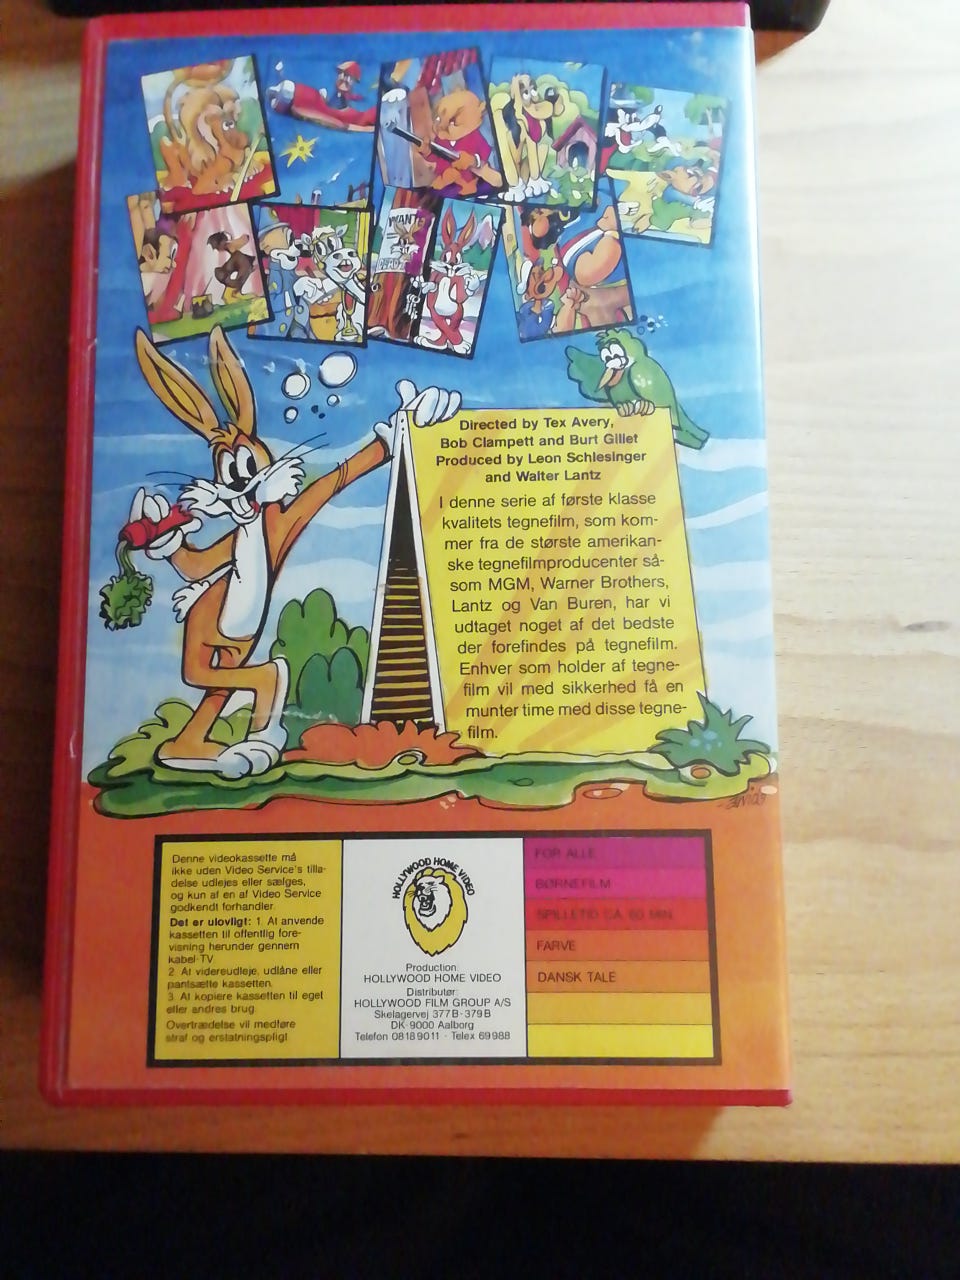 WANT
DEAD
Directed by Tex Avery,
Bob Clampett and Burt Gillet
Produced by Leon Schlesinger
and Walter Lantz
I denne serie af første klasse
kvalitets tegnefilm, som kom-
mer fra de største amerikan-
ske tegnefilmproducenter så-
som MGM, Warner Brothers,
Lantz og Van Buren, har vi
udtaget noget af det bedste
der forefindes på tegnefilm.
Enhver som holder af tegne-
film vil med sikkerhed få en
munter time med disse tegne-
film.
Denne videokassette må
ikke uden Video Service's tilla-
delse udlejes eller sælges,
og kun af en af Video Service
godkendt forhandler.
Det er ulovligt: 1. At anvende
kassetten til offentlig fore-
visning herunder gennem
kabel-TV
2. At videreudleje, udlåne eller
pantsætte kassetten.
3. At kopiere kassetten til eget
eller andres brug.
Overtrædelse vil medføre
straf og erstatningspligt.
HOLLYWOOD HOME VIDEO
Production:
HOLLYWOOD HOME VIDEO
Distributør:
HOLLYWOOD FILM GROUP A/S
Skelagervej 377B-379B
DK-9000 Aalborg
Telefon 08189011 · Telex 69988
FOR ALLE
BØRNEFILM
SPILLETID CA. 60 MIN.
FARVE
DANSK TALE